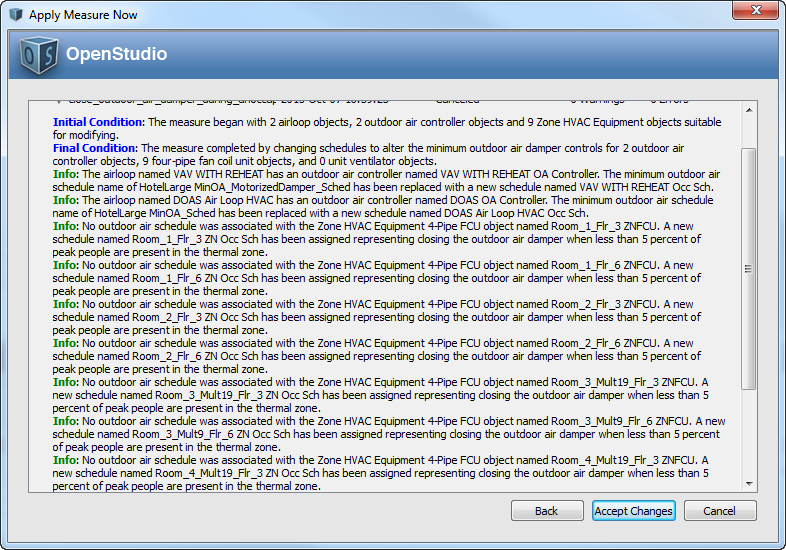 Apply Measure Now
OS OpenStudio
Canceled
Initial Condition: The measure began with 2 airloop objects, 2 outdoor air controller objects and 9 Zone HVAC Equipment objects suitable
for modifying.
Final Condition: The measure completed by changing schedules to alter the minimum outdoor air damper controls for 2 outdoor air
controller objects, 9 four-pipe fan coil unit objects, and 0 unit ventilator objects.
Info: The airloop named VAV WITH REHEAT has an outdoor air controller named VAV WITH REHEAT OA Controller. The minimum outdoor air
schedule name of HotelLarge MinOA_MotorizedDamper_Sched has been replaced with a new schedule named VAV WITH REHEAT Occ Sch.
Info: The airloop named DOAS Air Loop HVAC has an outdoor air controller named DOAS OA Controller. The minimum outdoor air schedule
name of HotelLarge MinOA_Sched has been replaced with a new schedule named DOAS Air Loop HVAC Occ Sch.
Info: No outdoor air schedule was associated with the Zone HVAC Equipment 4-Pipe FCU object named Room_1_Flr_3 ZNFCU. A new
schedule named Room_1_Flr_3 ZN Occ Sch has been assigned representing closing the outdoor air damper when less than 5 percent of
peak people are present in the thermal zone.
Info: No outdoor air schedule was associated with the Zone HVAC Equipment 4-Pipe FCU object named Room_1_Flr_6 ZNFCU. A new
schedule named Room_1_Flr_6 ZN Occ Sch has been assigned representing closing the outdoor air damper when less than 5 percent of
peak people are present in the thermal zone.
Info: No outdoor air schedule was associated with the Zone HVAC Equipment 4-Pipe FCU object named Room_2_Flr_3 ZNFCU. A new
schedule named Room_2_Flr_3 ZN Occ Sch has been assigned representing closing the outdoor air damper when less than 5 percent of
peak people are present in the thermal zone.
Info: No outdoor air schedule was associated with the Zone HVAC Equipment 4-Pipe FCU object named Room_2_Flr_6 ZNFCU. A new
schedule named Room_2_Flr_6 ZN Occ Sch has been assigned representing closing the outdoor air damper when less than 5 percent of
peak people are present in the thermal zone.
Info: No outdoor air schedule was associated with the Zone HVAC Equipment 4-Pipe FCU object named Room_3_Mult19_Flr_3 ZNFCU. A
new schedule named Room_3_Mult19_Flr_3 ZN Occ Sch has been assigned representing closing the outdoor air damper when less than 5
percent of peak people are present in the thermal zone.
Info: No outdoor air schedule was associated with the Zone HVAC Equipment 4-Pipe FCU object named Room_3_Mult9_Flr_6 ZNFCU. A new
schedule named Room_3_Mult9_Flr_6 ZN Occ Sch has been assigned representing closing the outdoor air damper when less than 5 percent
of peak people are present in the thermal zone.
Info: No outdoor air schedule was associated with the Zone HVAC Equipment 4-Pipe FCU object named Room_4_Mult19_Flr_3 ZNFCU. A
new schedule named Room_4_Mult19_Flr_3 ZN Occ Sch has been assigned representing closing the outdoor air damper when less than 5
percent of peak people are present in the thermal zone.
Back Accept Changes Cancel